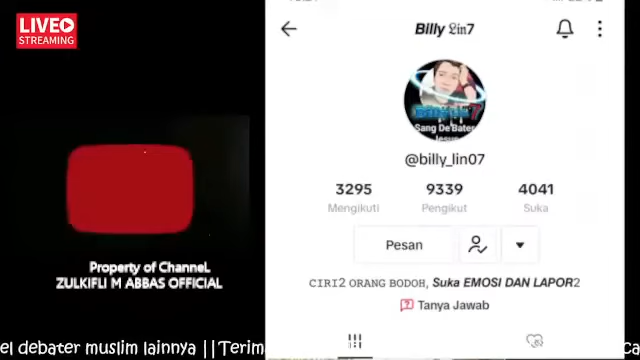 LIVE
STREAMING
Billy 𝔏𝔦𝔫7
Sang De'Bater
@billy_lin07
3295
9339
4041
Mengikuti
Pengikut
Suka
Pesan
CIRI2 ORANG BODOH, Suka EMOSI DAN LAPOR2
Tanya Jawab
Property of Channel
ZULKIFLI M ABBAS OFFICIAL
el debater muslim lainnya || Terim